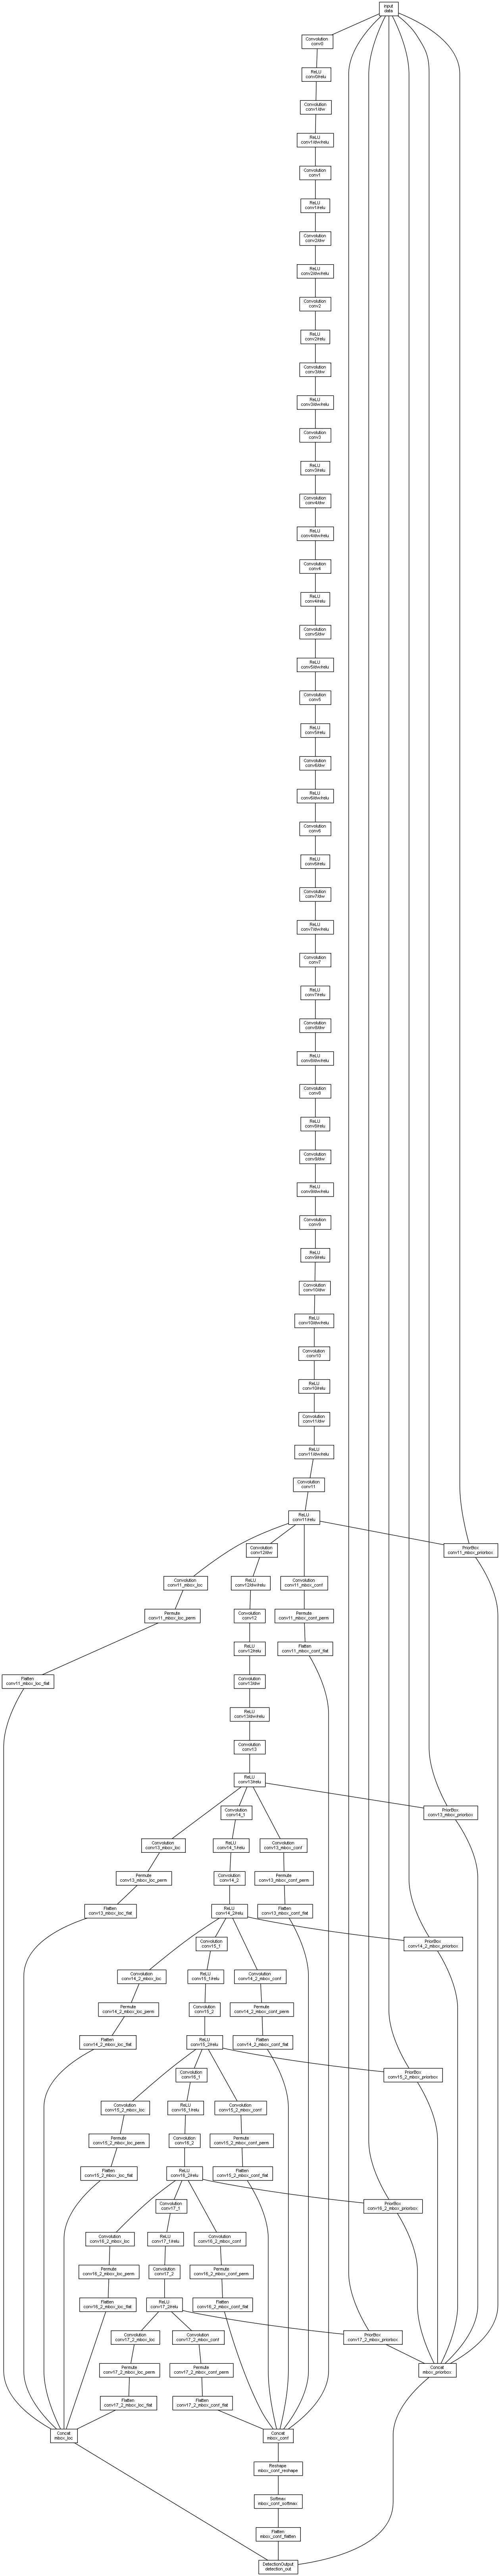 Input
data
Convolution
conv0
ReLU
conv0/relu
Convolution
conv1/dw
ReLU
conv1/dw/relu
Convolution
conv1
ReLU
conv1/relu
Convolution
conv2/dw
ReLU
conv2/dw/relu
Convolution
conv2
ReLU
conv2/relu
Convolution
conv3/dw
ReLU
conv3/dw/relu
Convolution
conv3
ReLU
conv3/relu
Convolution
conv4/dw
ReLU
conv4/dw/relu
Convolution
conv4
ReLU
conv4/relu
Convolution
conv5/dw
ReLU
conv5/dw/relu
Convolution
conv5
ReLU
conv5/relu
Convolution
conv6/dw
ReLU
conv6/dw/relu
Convolution
conv6
ReLU
conv6/relu
Convolution
conv7/dw
ReLU
conv7/dw/relu
Convolution
conv7
ReLU
conv7/relu
Convolution
conv8/dw
ReLU
conv8/dw/relu
Convolution
conv8
ReLU
conv8/relu
Convolution
conv9/dw
ReLU
conv9/dw/relu
Convolution
conv9
ReLU
conv9/relu
Convolution
conv10/dw
ReLU
conv10/dw/relu
Convolution
conv10
ReLU
conv10/relu
Convolution
conv11/dw
ReLU
conv11/dw/relu
Convolution
conv11
ReLU
conv11/relu
Convolution
conv12/dw
PriorBox
conv11_mbox_priorbox
Convolution
conv11_mbox_loc
ReLU
conv12/dw/relu
Convolution
conv11_mbox_conf
Permute
conv11_mbox_loc_perm
Convolution
conv12
Permute
conv11_mbox_conf_perm
ReLU
conv12/relu
Flatten
conv11_mbox_conf_flat
Flatten
conv11_mbox_loc_flat
Convolution
conv13/dw
ReLU
conv13/dw/relu
Convolution
conv13
ReLU
conv13/relu
Convolution
conv14_1
PriorBox
conv13_mbox_priorbox
Convolution
conv13_mbox_loc
ReLU
conv14_1/relu
Convolution
conv13_mbox_conf
Permute
conv13_mbox_loc_perm
Convolution
conv14_2
Permute
conv13_mbox_conf_perm
Flatten
conv13_mbox_loc_flat
ReLU
conv14_2/relu
Flatten
conv13_mbox_conf_flat
Convolution
conv15_1
PriorBox
conv14_2_mbox_priorbox
Convolution
conv14_2_mbox_loc
ReLU
conv15_1/relu
Convolution
conv14_2_mbox_conf
Permute
conv14_2_mbox_loc_perm
Convolution
conv15_2
Permute
conv14_2_mbox_conf_perm
Flatten
conv14_2_mbox_loc_flat
ReLU
conv15_2/relu
Flatten
conv14_2_mbox_conf_flat
Convolution
conv16_1
PriorBox
conv15_2_mbox_priorbox
Convolution
conv15_2_mbox_loc
ReLU
conv16_1/relu
Convolution
conv15_2_mbox_conf
Permute
conv15_2_mbox_loc_perm
Convolution
conv16_2
Permute
conv15_2_mbox_conf_perm
Flatten
conv15_2_mbox_loc_flat
ReLU
conv16_2/relu
Flatten
conv15_2_mbox_conf_flat
Convolution
conv17_1
PriorBox
conv16_2_mbox_priorbox
Convolution
conv16_2_mbox_loc
ReLU
conv17_1/relu
Convolution
conv16_2_mbox_conf
Permute
conv16_2_mbox_loc_perm
Convolution
conv17_2
Permute
conv16_2_mbox_conf_perm
Flatten
conv16_2_mbox_loc_flat
ReLU
conv17_2/relu
Flatten
conv16_2_mbox_conf_flat
Convolution
conv17_2_mbox_loc
Convolution
conv17_2_mbox_conf
PriorBox
conv17_2_mbox_priorbox
Permute
conv17_2_mbox_loc_perm
Permute
conv17_2_mbox_conf_perm
Concat
mbox_priorbox
Flatten
conv17_2_mbox_loc_flat
Flatten
conv17_2_mbox_conf_flat
Concat
mbox_loc
Concat
mbox_conf
Reshape
mbox_conf_reshape
Softmax
mbox_conf_softmax
Flatten
mbox_conf_flatten
DetectionOutput
detection_out